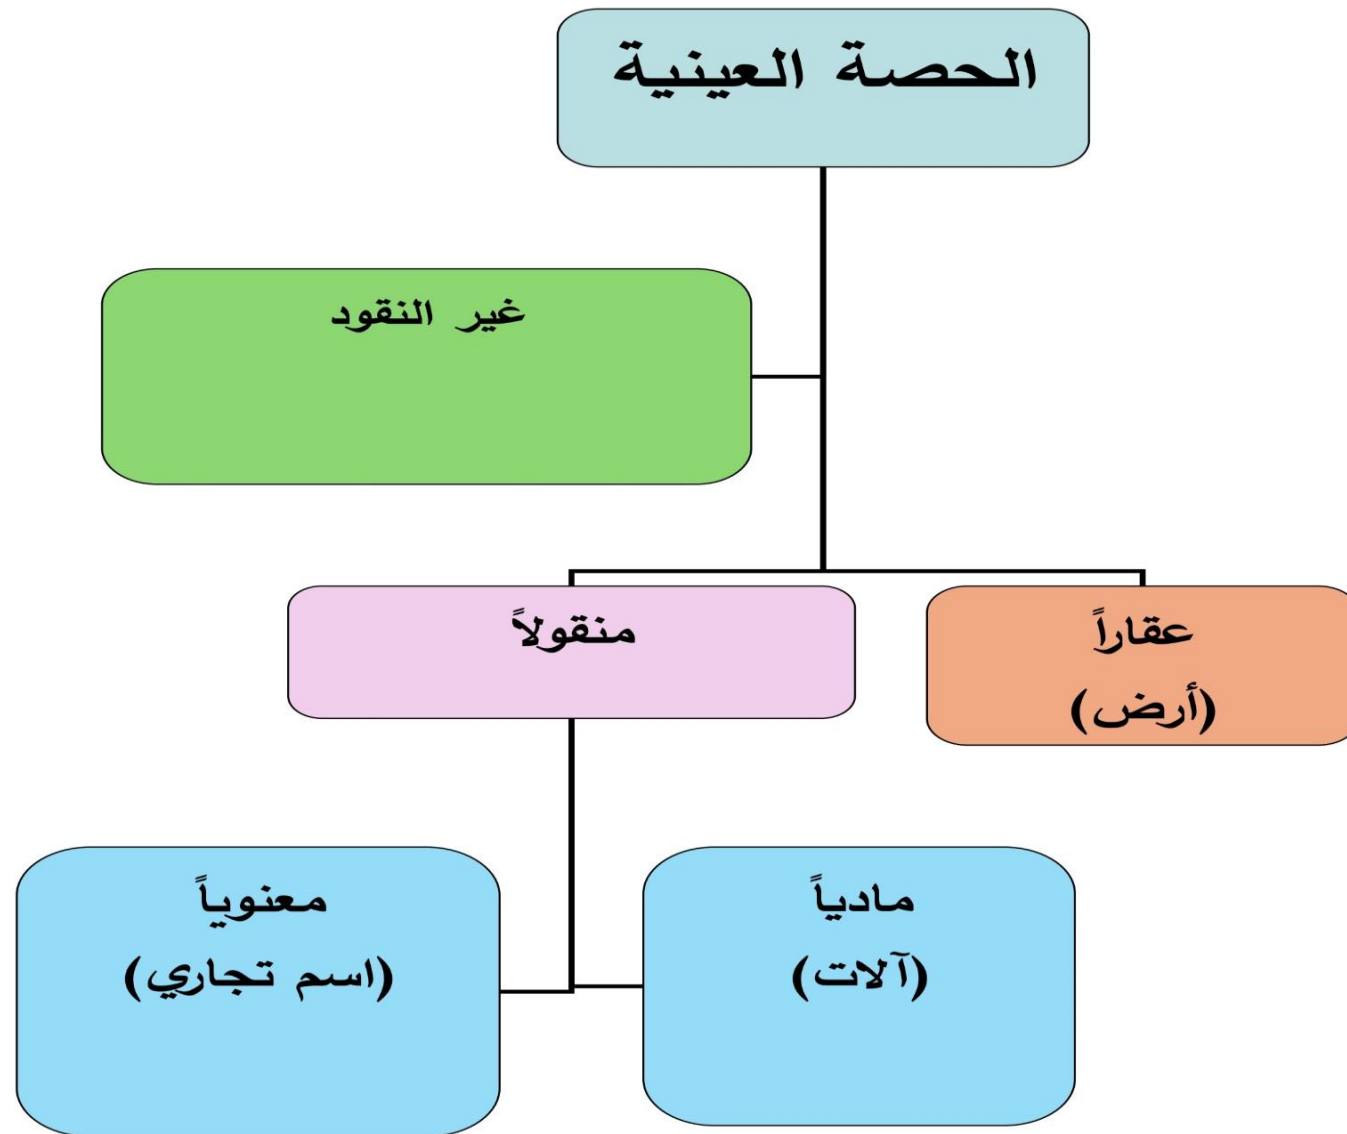 الحصة العينية
غير النقود
عقاراً
(أرض)
منقولاً
مادياً
(آلات)
معنوياً
(اسم تجاري)